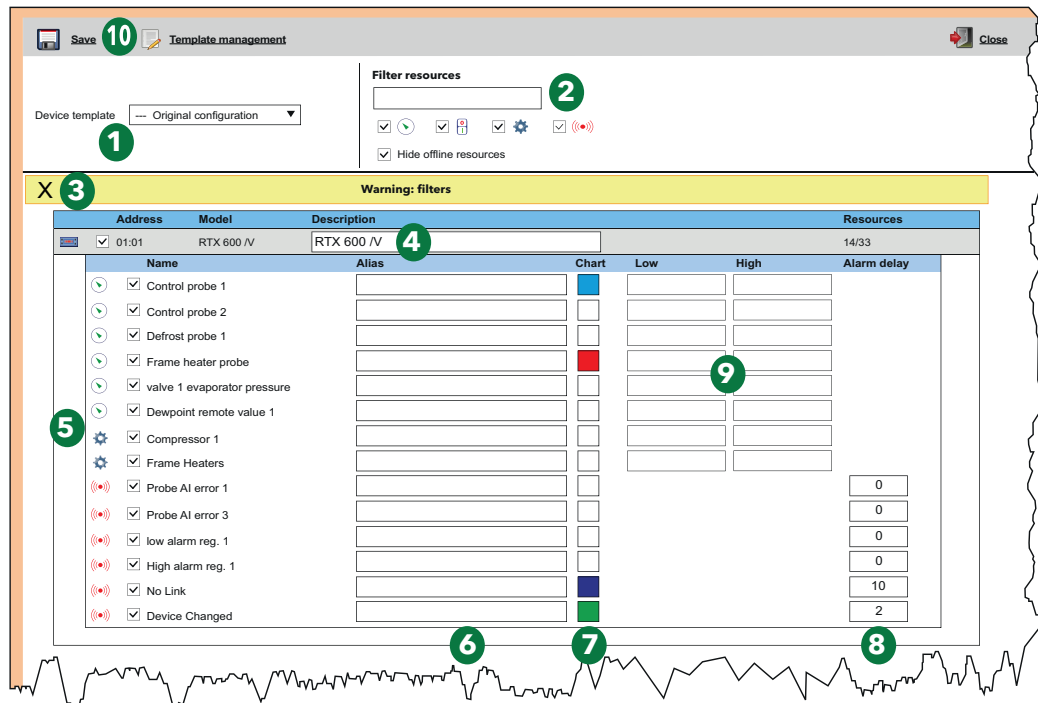 Save 10 Template management Close
Filter resources
2
Device template --- Original configuration
1
Hide offline resources
X 3 Warning: filters
Address Model Description Resources
01:01 RTX 600 /V RTX 600 /V 4 14/33
Name Alias Chart Low High Alarm delay
Control probe 1
Control probe 2
Defrost probe 1
Frame heater probe
9
valve 1 evaporator pressure
Dewpoint remote value 1
5
Compressor 1
Frame Heaters
Probe AI error 1 0
Probe AI error 3 0
low alarm reg. 1 0
High alarm reg. 1 0
No Link 10
Device Changed 2
6 7 8